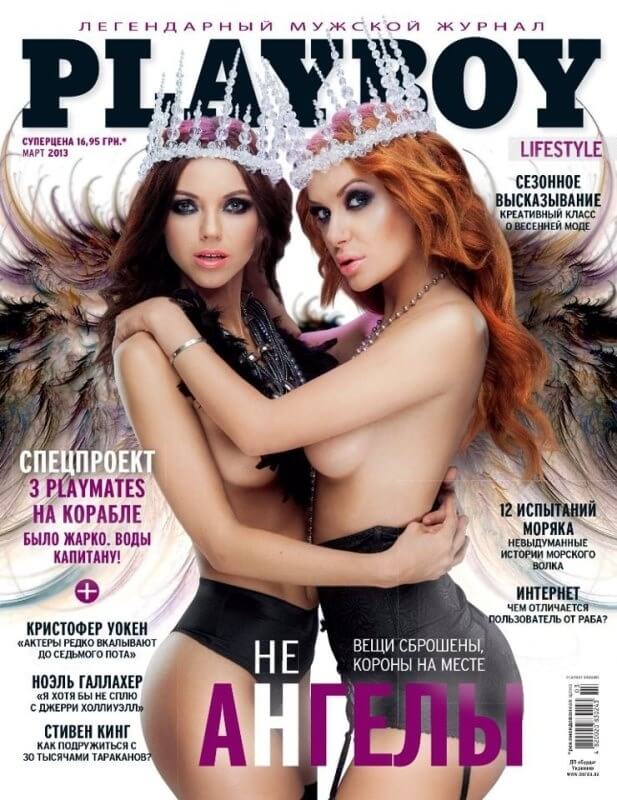 ЛЕГЕНДАРНЫЙ МУЖСКОЙ ЖУРНАЛ
PLAYBOY
СУПЕРЦЕНА 16,95 ГРН.*
МАРТ 2013
LIFESTYLE
СЕЗОННОЕ
ВЫСКАЗЫВАНИЕ
КРЕАТИВНЫЙ КЛАСС
О ВЕСЕННЕЙ МОДЕ
СПЕЦПРОЕКТ
3 PLAYMATES
НА КОРАБЛЕ
БЫЛО ЖАРКО. ВОДЫ
КАПИТАНУ!
+
КРИСТОФЕР УОКЕН
«АКТЕРЫ РЕДКО ВКАЛЫВАЮТ
ДО СЕДЬМОГО ПОТА»
НОЭЛЬ ГАЛЛАХЕР
«Я ХОТЯ БЫ НЕ СПЛЮ
С ДЖЕРРИ ХОЛЛИУЭЛЛ»
СТИВЕН КИНГ
КАК ПОДРУЖИТЬСЯ С
30 ТЫСЯЧАМИ ТАРАКАНОВ?
12 ИСПЫТАНИЙ
МОРЯКА
НЕВЫДУМАННЫЕ
ИСТОРИИ МОРСКОГО
ВОЛКА
ИНТЕРНЕТ
ЧЕМ ОТЛИЧАЕТСЯ
ПОЛЬЗОВАТЕЛЬ ОТ РАБА?
НЕ
ВЕЩИ СБРОШЕНЫ,
КОРОНЫ НА МЕСТЕ
АНГЕЛЫ
03